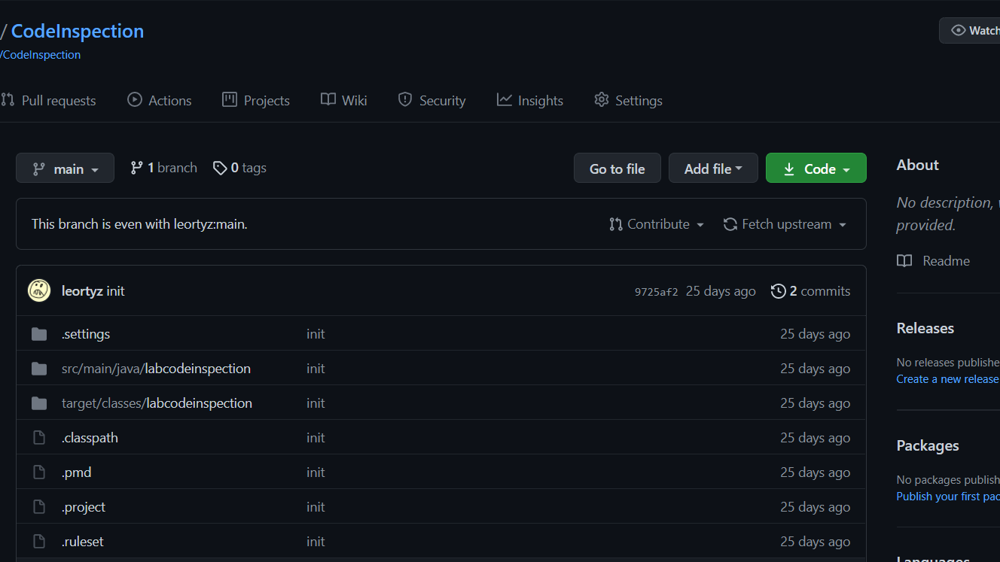 / CodeInspection
/CodeInspection
Watch
Pull requests Actions Projects Wiki Security Insights Settings
main 1 branch 0 tags Go to file Add file Code
About
No description,
provided.
This branch is even with leortyz:main. Contribute Fetch upstream
Readme
leortyz init 9725af2 25 days ago 2 commits
.settings init 25 days ago
src/main/java/labcodeinspection init 25 days ago
target/classes/labcodeinspection init 25 days ago
.classpath init 25 days ago
.pmd init 25 days ago
.project init 25 days ago
.ruleset init 25 days ago
Releases
No releases publishe
Create a new release
Packages
No packages publish
Publish your first pac
Languages